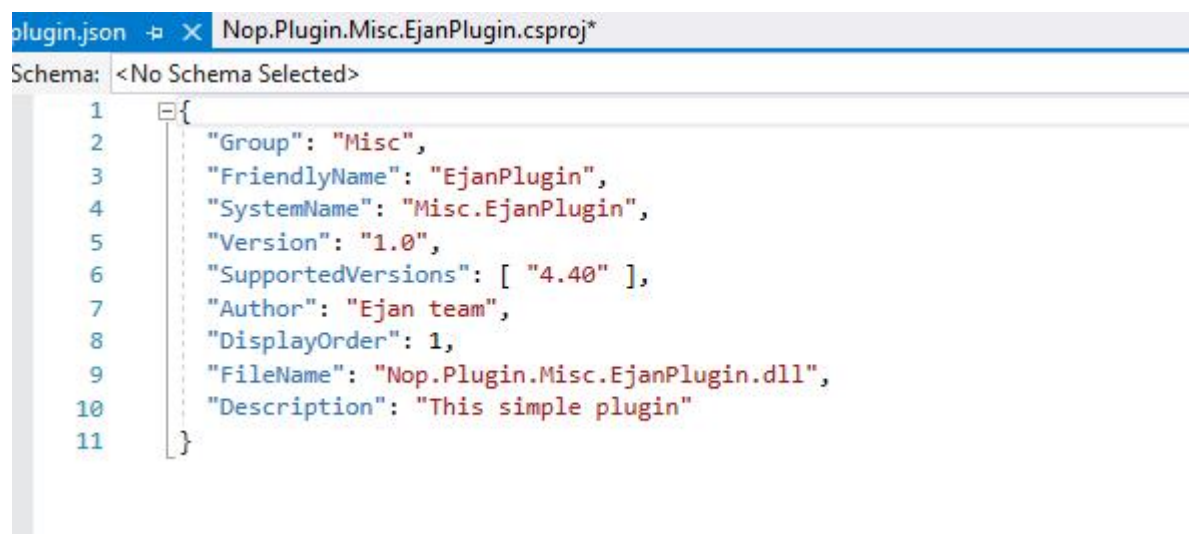 plugin.json Nop.Plugin.Misc.EjanPlugin.csproj*
Schema: <No Schema Selected>
1 {
2 "Group": "Misc",
3 "FriendlyName": "EjanPlugin",
4 "SystemName": "Misc.EjanPlugin",
5 "Version": "1.0",
6 "SupportedVersions": [ "4.40" ],
7 "Author": "Ejan team",
8 "DisplayOrder": 1,
9 "FileName": "Nop.Plugin.Misc.EjanPlugin.dll",
10 "Description": "This simple plugin"
11 }